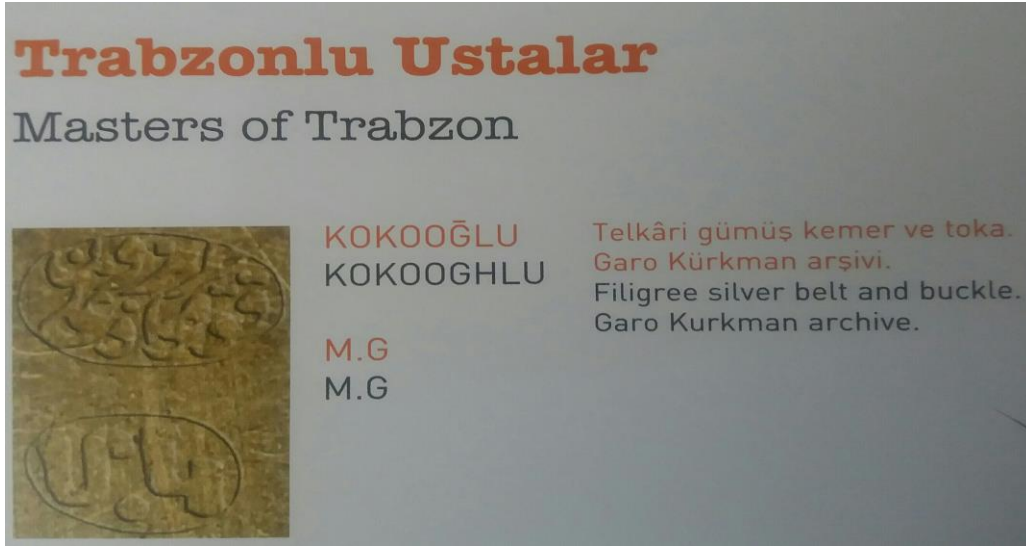 Trabzonlu Ustalar
Masters of Trabzon
KOKOOĞLU
KOKOOGHLU
M.G
M.G
Telkâri gümüş kemer ve toka.
Garo Kürkman arşivi.
Filigree silver belt and buckle.
Garo Kurkman archive.